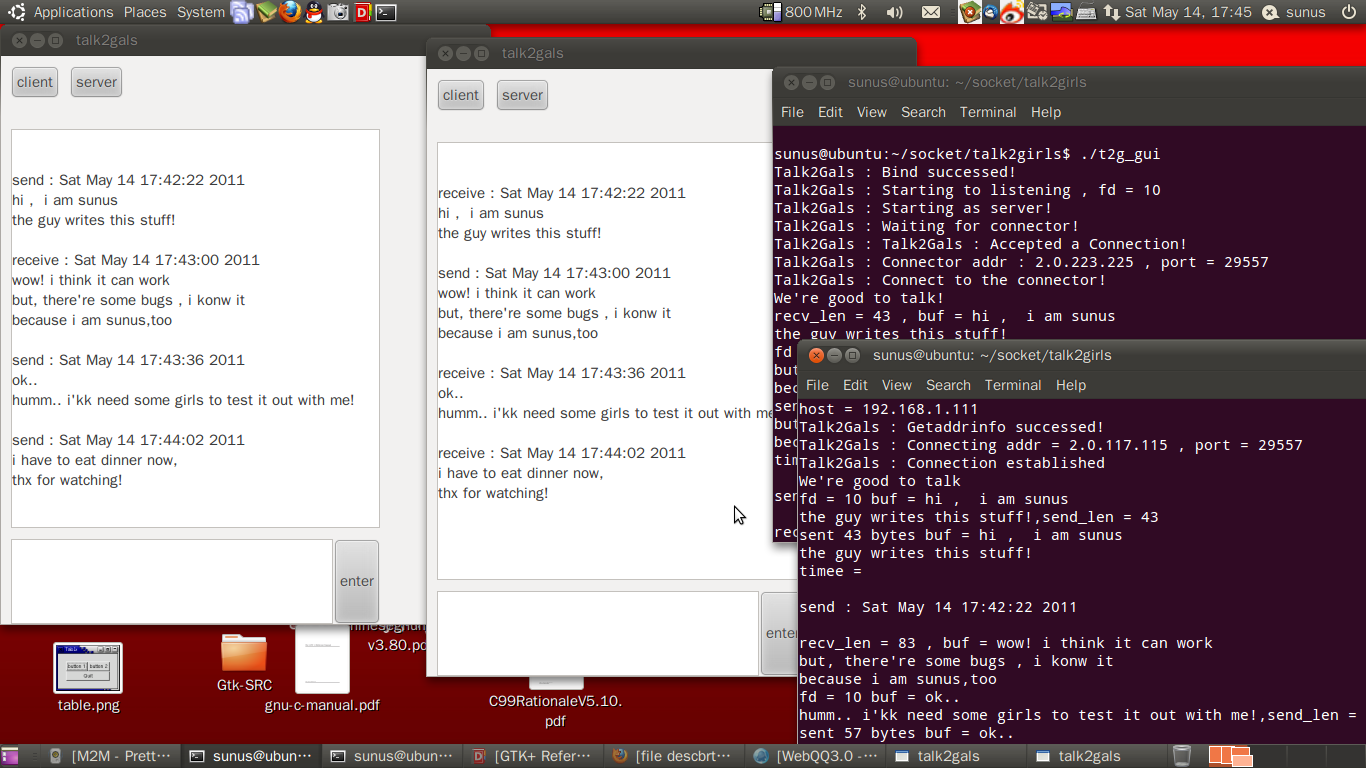 Applications Places System
800 MHz
Sat May 14, 17:45
sunus
talk2gals
client
server
send : Sat May 14 17:42:22 2011
hi , i am sunus
the guy writes this stuff!
receive : Sat May 14 17:43:00 2011
wow! i think it can work
but, there're some bugs , i konw it
because i am sunus,too
send : Sat May 14 17:43:36 2011
ok..
humm.. i'kk need some girls to test it out with me!
send : Sat May 14 17:44:02 2011
i have to eat dinner now,
thx for watching!
enter
talk2gals
client
server
receive : Sat May 14 17:42:22 2011
hi , i am sunus
the guy writes this stuff!
send : Sat May 14 17:43:00 2011
wow! i think it can work
but, there're some bugs , i konw it
because i am sunus,too
receive : Sat May 14 17:43:36 2011
ok..
humm.. i'kk need some girls to test it out with me
receive : Sat May 14 17:44:02 2011
i have to eat dinner now,
thx for watching!
enter
sunus@ubuntu: ~/socket/talk2girls
File Edit View Search Terminal Help
sunus@ubuntu:~/socket/talk2girls$ ./t2g_gui
Talk2Gals : Bind successed!
Talk2Gals : Starting to listening , fd = 10
Talk2Gals : Starting as server!
Talk2Gals : Waiting for connector!
Talk2Gals : Talk2Gals : Accepted a Connection!
Talk2Gals : Connector addr : 2.0.223.225 , port = 29557
Talk2Gals : Connect to the connector!
We're good to talk!
recv_len = 43 , buf = hi ,  i am sunus
the guy writes this stuff!
fd
but
bec
sen
but
bec
tim
sen
rec
sunus@ubuntu: ~/socket/talk2girls
File Edit View Search Terminal Help
host = 192.168.1.111
Talk2Gals : Getaddrinfo successed!
Talk2Gals : Connecting addr = 2.0.117.115 , port = 29557
Talk2Gals : Connection established
We're good to talk
fd = 10 buf = hi ,  i am sunus
the guy writes this stuff!,send_len = 43
sent 43 bytes buf = hi ,  i am sunus
the guy writes this stuff!
timee =
send : Sat May 14 17:42:22 2011
recv_len = 83 , buf = wow! i think it can work
but, there're some bugs , i konw it
because i am sunus,too
fd = 10 buf = ok..
humm.. i'kk need some girls to test it out with me!,send_len =
sent 57 bytes buf = ok..
table.png
Gtk-SRC
gnu-c-manual.pdf
v3.80.pd
C99RationaleV5.10.
pdf
[M2M - Prett…
sunus@ubun…
sunus@ubun…
[GTK+ Refer…
[file descbrt…
[WebQQ3.0 -…
talk2gals
talk2gals